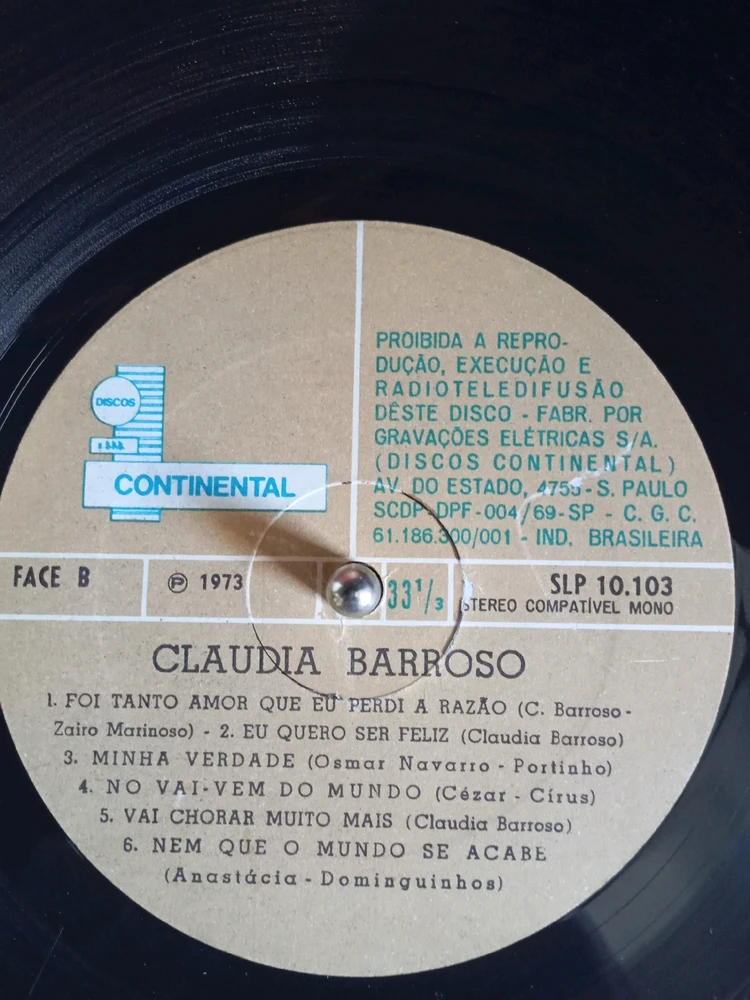 PROIBIDA A REPRO-
DUÇÃO, EXECUÇÃO E
RADIOTELEDIFUSÃO
DÊSTE DISCO - FABR. POR
GRAVAÇÕES ELÉTRICAS S/A.
(DISCOS CONTINENTAL)
AV. DO ESTADO, 4755 - S. PAULO
SCDP-DPF-004/69-SP - C. G. C.
61.186.300/001 - IND. BRASILEIRA
DISCOS
CONTINENTAL
FACE B
℗ 1973
33 1/3
SLP 10.103
STEREO COMPATÍVEL MONO
CLAUDIA BARROSO
1. FOI TANTO AMOR QUE EU PERDI A RAZÃO (C. Barroso -
Zairo Marinoso) - 2. EU QUERO SER FELIZ (Claudia Barroso)
3. MINHA VERDADE (Osmar Navarro - Portinho)
4. NO VAI-VEM DO MUNDO (Cézar - Círus)
5. VAI CHORAR MUITO MAIS (Claudia Barroso)
6. NEM QUE O MUNDO SE ACABE
(Anastácia - Dominguinhos)